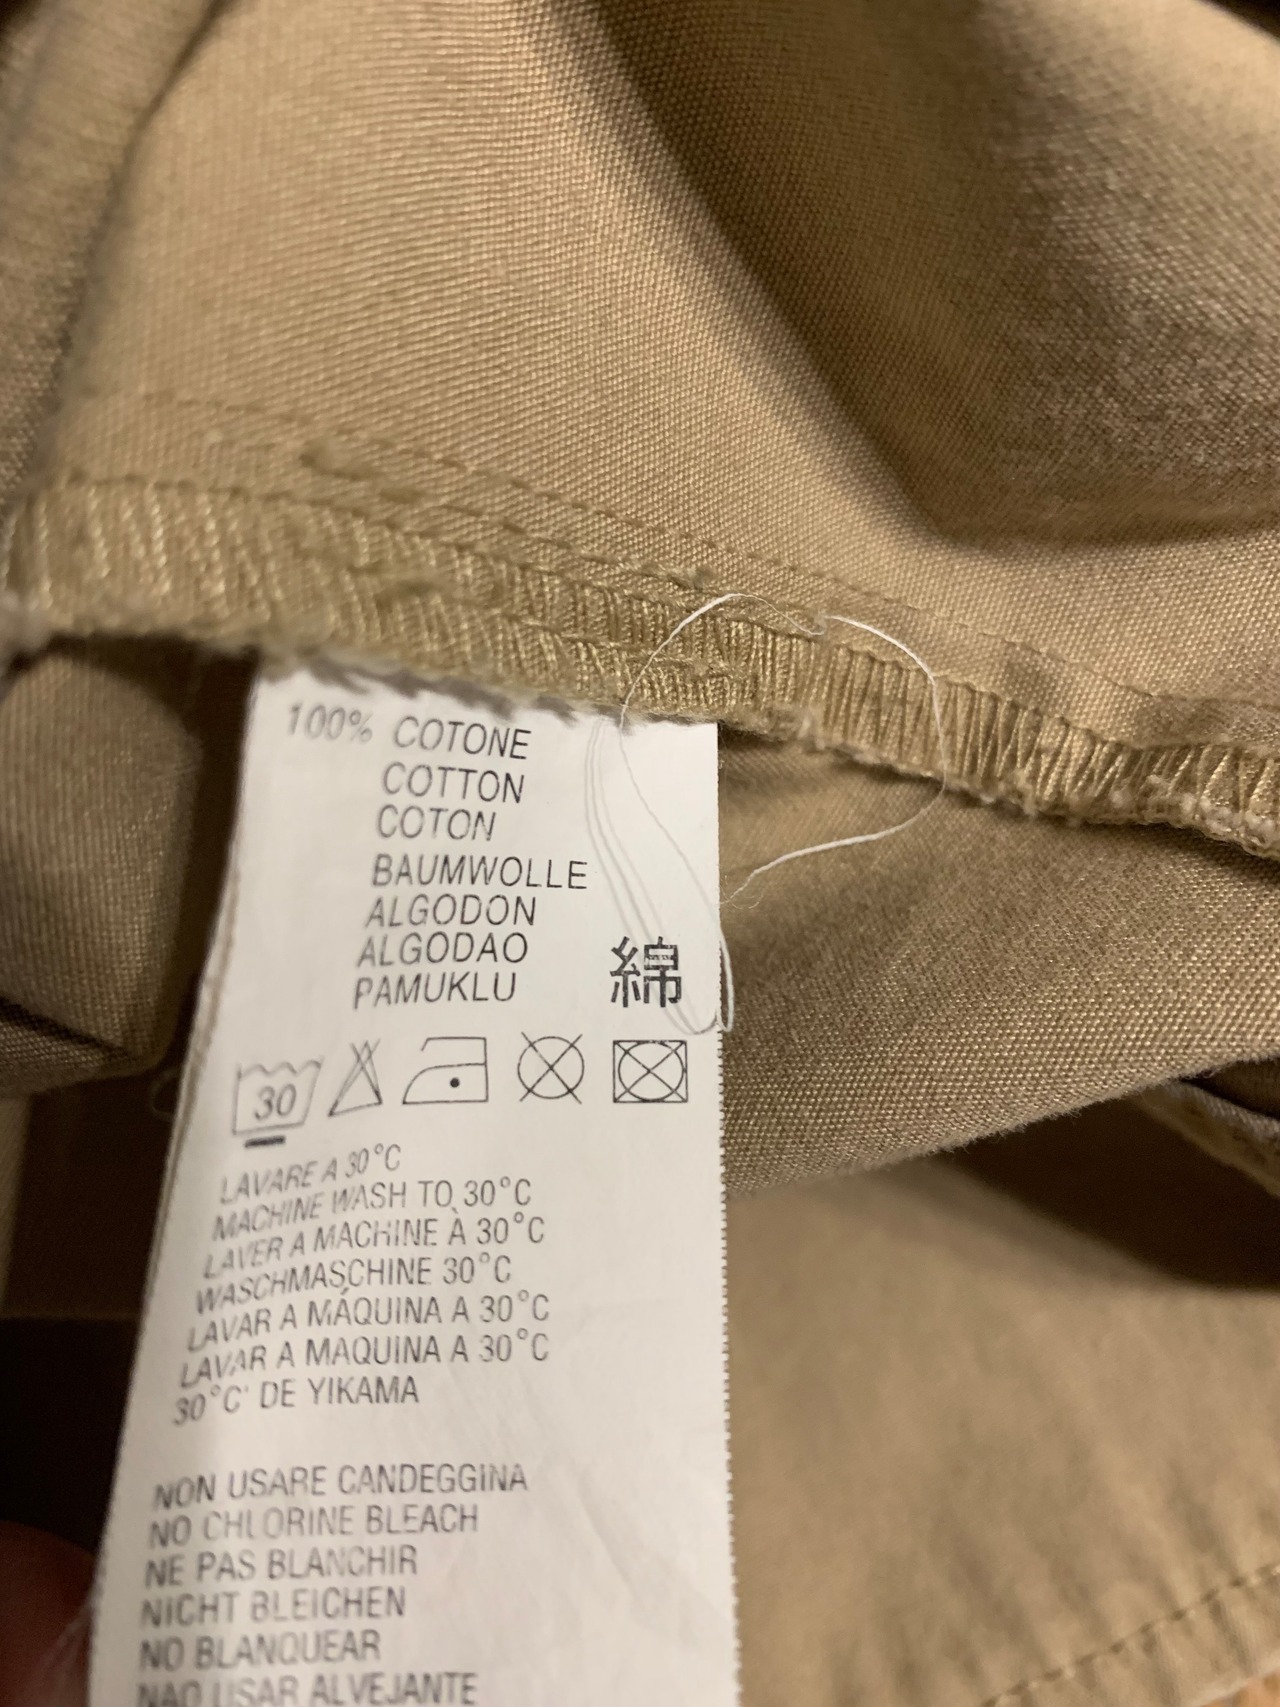 100% COTONE
COTTON
COTON
BAUMWOLLE
ALGODON
ALGODAO
PAMUKLU
綿
30
LAVARE A 30°C
MACHINE WASH TO 30°C
LAVER A MACHINE À 30°C
WASCHMASCHINE 30°C
LAVAR A MÁQUINA A 30°C
LAVAR A MAQUINA A 30°C
30°C' DE YIKAMA
NON USARE CANDEGGINA
NO CHLORINE BLEACH
NE PAS BLANCHIR
NICHT BLEICHEN
NO BLANQUEAR
NAO USAR ALVEJANTE